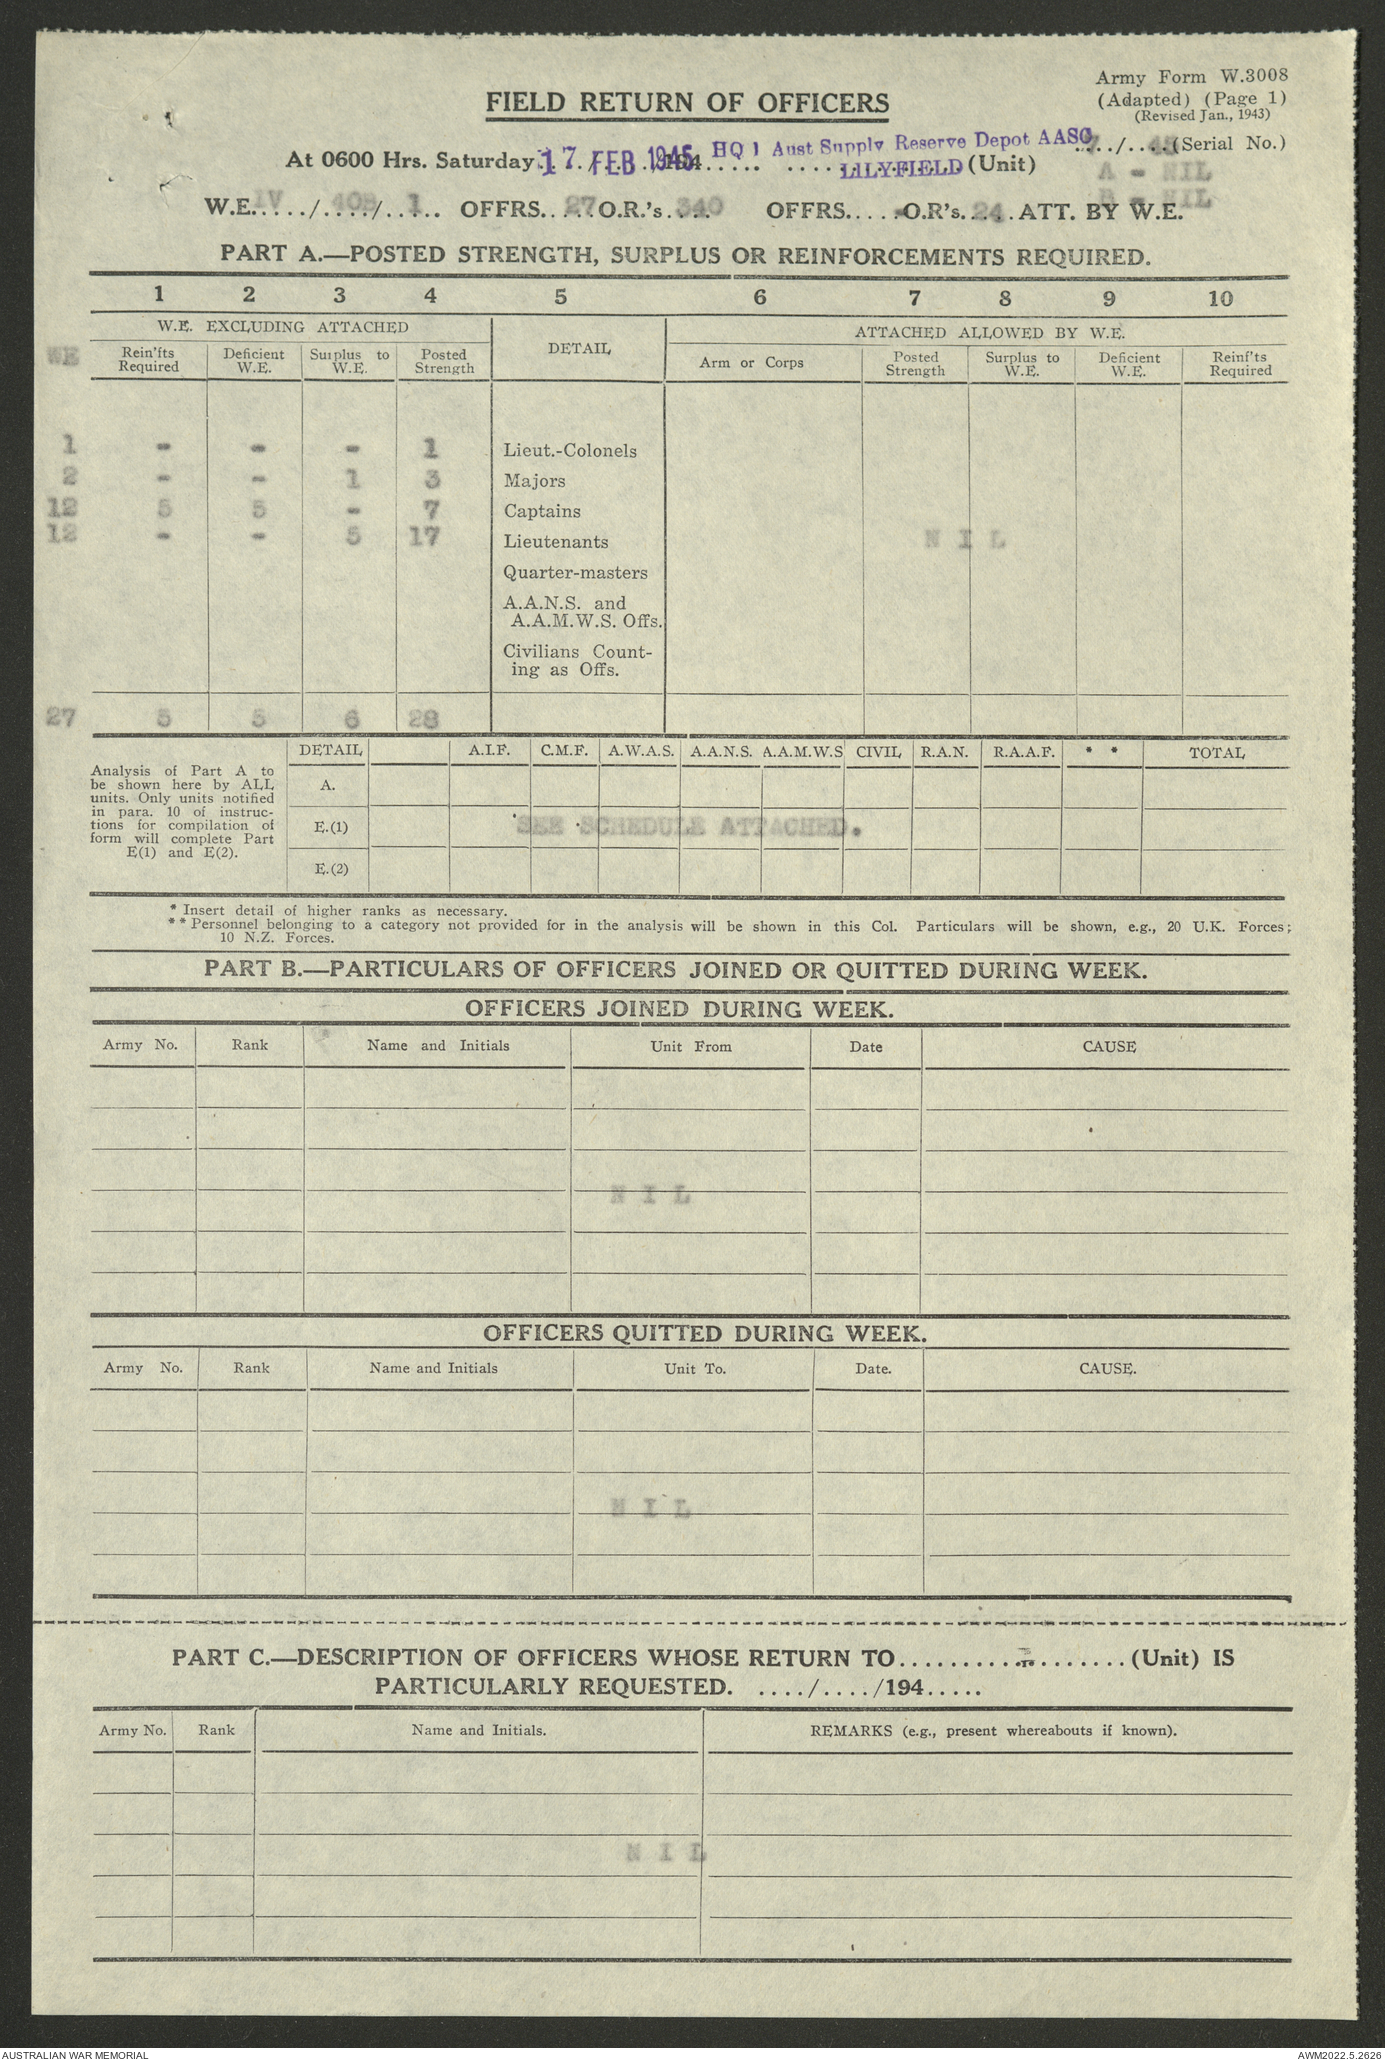 Army Form W.3008
FIELD RETURN OF OFFICERS
(Adapted) (Page 1)
(Revised Jan., 1943)
At 0600 Hrs. Saturday 17 FEB 1945 HQ 1 Aust Supply Reserve Depot AASC (Unit) 7/45 (Serial No.)
LILYFIELD
A - NIL
B - NIL
W.E. IV / 40B / 1 OFFRS. 27 O.R.'s. 340 OFFRS. - O.R's. 24 ATT. BY W.E.
PART A.—POSTED STRENGTH, SURPLUS OR REINFORCEMENTS REQUIRED.
1 2 3 4 5 6 7 8 9 10
W.E. EXCLUDING ATTACHED DETAIL ATTACHED ALLOWED BY W.E.
WE Rein'fts Required Deficient W.E. Surplus to W.E. Posted Strength Arm or Corps Posted Strength Surplus to W.E. Deficient W.E. Reinf'ts Required
1 - - - 1 Lieut.-Colonels
2 - - 1 3 Majors
12 5 5 - 7 Captains
12 - - 5 17 Lieutenants N I L
Quarter-masters
A.A.N.S. and
A.A.M.W.S. Offs.
Civilians Count-
ing as Offs.
27 5 5 6 28
DETAIL A.I.F. C.M.F. A.W.A.S. A.A.N.S. A.A.M.W.S CIVIL R.A.N. R.A.A.F. * * TOTAL
Analysis of Part A to
be shown here by ALL
units. Only units notified
in para. 10 of instruc-
tions for compilation of
form will complete Part
E(1) and E(2).
A.
E.(1) SEE SCHEDULE ATTACHED.
E.(2)
* Insert detail of higher ranks as necessary.
** Personnel belonging to a category not provided for in the analysis will be shown in this Col. Particulars will be shown, e.g., 20 U.K. Forces;
10 N.Z. Forces.
PART B.—PARTICULARS OF OFFICERS JOINED OR QUITTED DURING WEEK.
OFFICERS JOINED DURING WEEK.
Army No. Rank Name and Initials Unit From Date CAUSE
N I L
OFFICERS QUITTED DURING WEEK.
Army No. Rank Name and Initials Unit To. Date. CAUSE.
N I L
PART C.—DESCRIPTION OF OFFICERS WHOSE RETURN TO.....................(Unit) IS
PARTICULARLY REQUESTED. ..../..../194.....
Army No. Rank Name and Initials. REMARKS (e.g., present whereabouts if known).
N I L
AUSTRALIAN WAR MEMORIAL AWM2022.5.2626